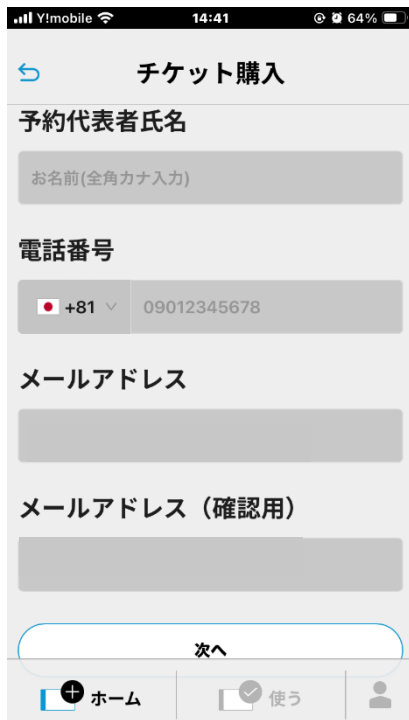 Y!mobile 14:41 64%
チケット購入
予約代表者氏名
お名前(全角カナ入力)
電話番号
+81 09012345678
メールアドレス
メールアドレス（確認用）
次へ
ホーム 使う